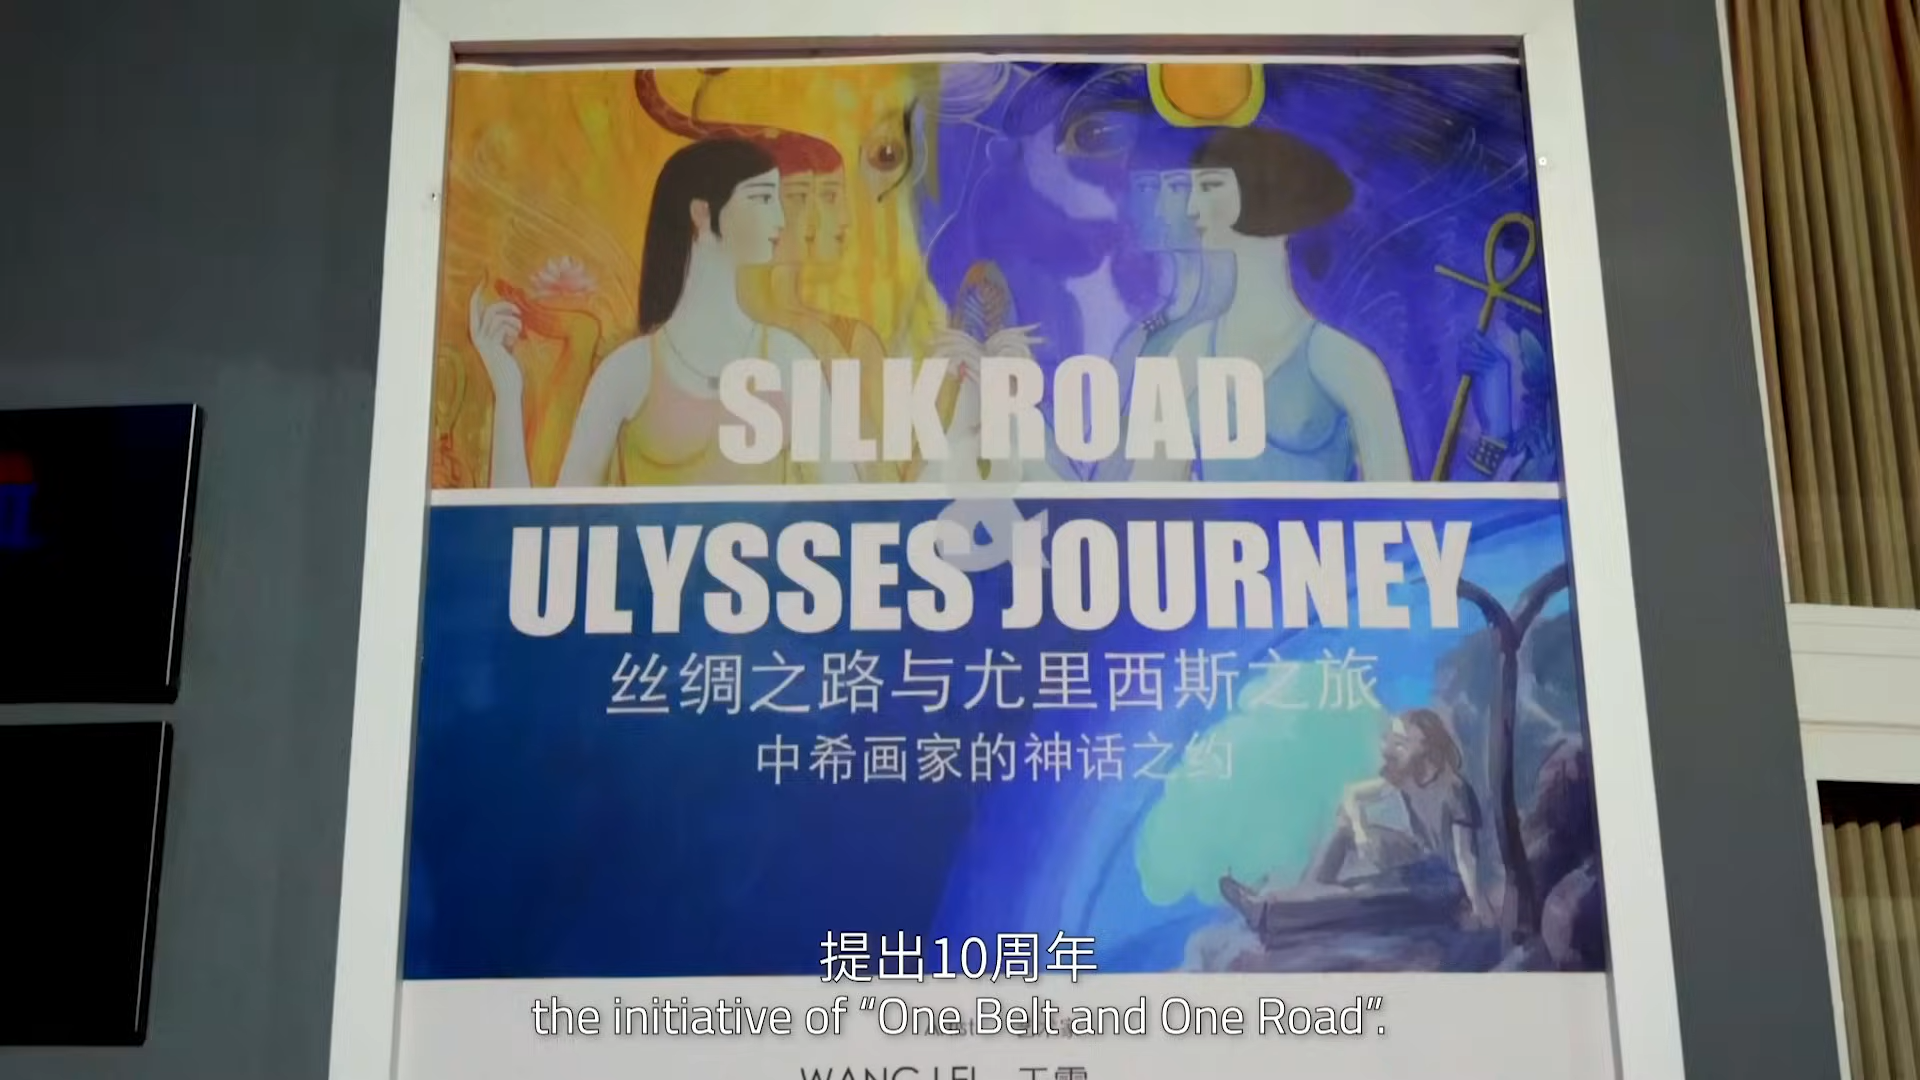 SILK ROAD
&
ULYSSES JOURNEY
丝绸之路与尤里西斯之旅
中希画家的神话之约
提出10周年
the initiative of “One Belt and One Road”.
WANG LEI